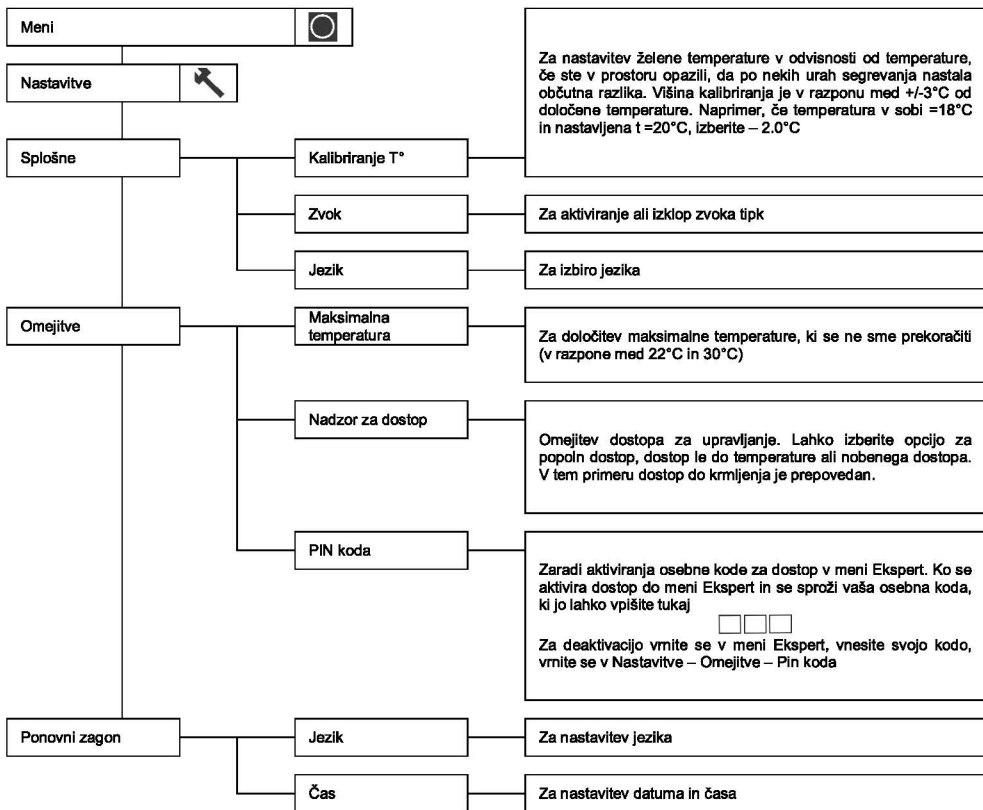 Meni
Nastavitve
Za nastavitev želene temperature v odvisnosti od temperature,
če ste v prostoru opazili, da po nekih urah segrevanja nastala
občutna razlika. Višina kalibriranja je v razponu med +/-3°C od
določene temperature. Naprimer, če temperatura v sobi =18°C
in nastavljena t =20°C, izberite – 2.0°C
Splošne
Kalibriranje T°
Zvok
Za aktiviranje ali izklop zvoka tipk
Jezik
Za izbiro jezika
Omejitve
Maksimalna
temperatura
Za določitev maksimalne temperature, ki se ne sme prekoračiti
(v razpone med 22°C in 30°C)
Nadzor za dostop
Omejitev dostopa za upravljanje. Lahko izberite opcijo za
popoln dostop, dostop le do temperature ali nobenega dostopa.
V tem primeru dostop do krmljenja je prepovedan.
PIN koda
Zaradi aktiviranja osebne kode za dostop v meni Ekspert. Ko se
aktivira dostop do meni Ekspert in se sproži vaša osebna koda,
ki jo lahko vpišite tukaj
Za deaktivacijo vrnite se v meni Ekspert, vnesite svojo kodo,
vrnite se v Nastavitve – Omejitve – Pin koda
Ponovni zagon
Jezik
Za nastavitev jezika
Čas
Za nastavitev datuma in časa